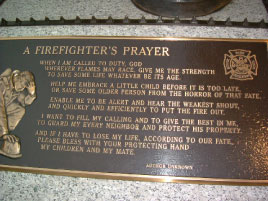 A FIREFIGHTER'S PRAYER
WHEN I AM CALLED TO DUTY, GOD
WHEREVER FLAMES MAY RAGE, GIVE ME THE STRENGTH
TO SAVE SOME LIFE WHATEVER BE ITS AGE.
HELP ME EMBRACE A LITTLE CHILD BEFORE IT IS TOO LATE,
OR SAVE SOME OLDER PERSON FROM THE HORROR OF THAT FATE.
ENABLE ME TO BE ALERT AND HEAR THE WEAKEST SHOUT,
AND QUICKLY AND EFFICIENTLY TO PUT THE FIRE OUT.
I WANT TO FILL MY CALLING AND TO GIVE THE BEST IN ME,
TO GUARD MY EVERY NEIGHBOR AND PROTECT HIS PROPERTY.
AND IF I HAVE TO LOSE MY LIFE, ACCORDING TO OUR FATE,
PLEASE BLESS WITH YOUR PROTECTING HAND
MY CHILDREN AND MY MATE.
AUTHOR UNKNOWN